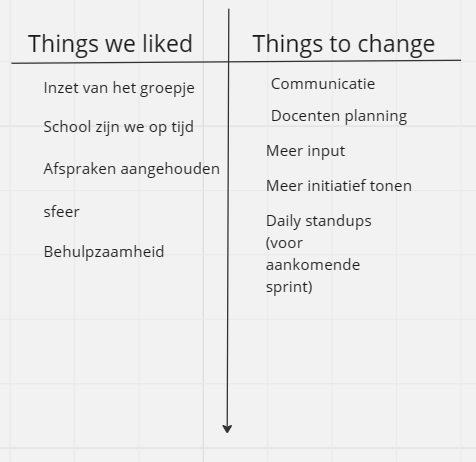 Things we liked
Inzet van het groepje
School zijn we op tijd
Afspraken aangehouden
sfeer
Behulpzaamheid
Things to change
Communicatie
Docenten planning
Meer input
Meer initiatief tonen
Daily standups
(voor
aankomende
sprint)